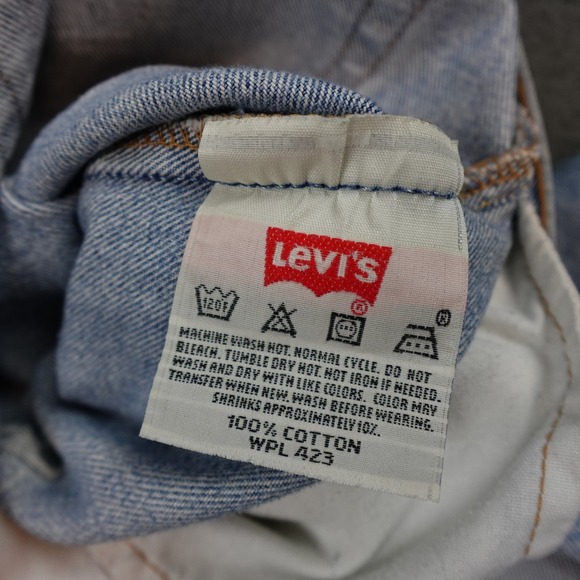 Levi's
®
®
120F
MACHINE WASH HOT. NORMAL CYCLE. DO NOT
BLEACH. TUMBLE DRY HOT. HOT IRON IF NEEDED.
WASH AND DRY WITH LIKE COLORS. COLOR MAY
TRANSFER WHEN NEW. WASH BEFORE WEARING.
SHRINKS APPROXIMATELY 10%.
100% COTTON
WPL 423